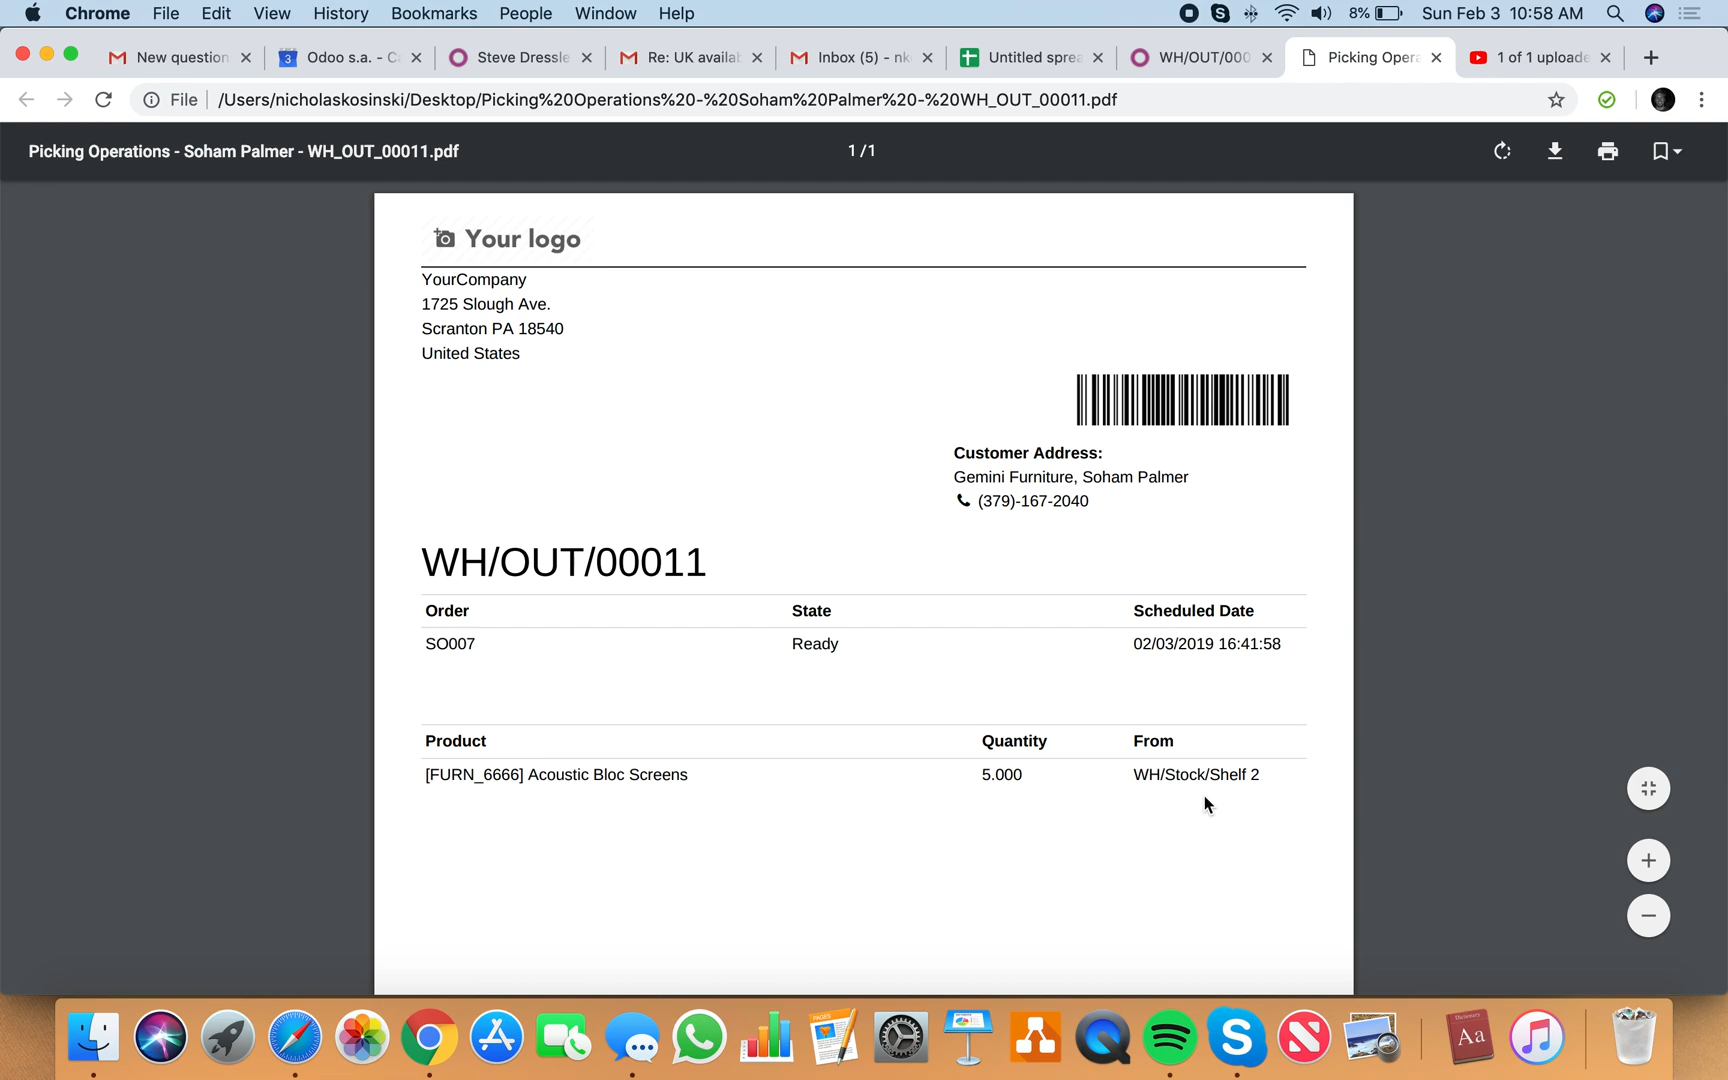 Chrome File Edit View History Bookmarks People Window Help 8% Sun Feb 3 10:58 AM
New question Odoo s.a. - C Steve Dressle Re: UK availab Inbox (5) - nk Untitled sprea WH/OUT/000 Picking Opera 1 of 1 uploade
File /Users/nicholaskosinski/Desktop/Picking%20Operations%20-%20Soham%20Palmer%20-%20WH_OUT_00011.pdf
Picking Operations - Soham Palmer - WH_OUT_00011.pdf 1 / 1
Your logo
YourCompany
1725 Slough Ave.
Scranton PA 18540
United States
Customer Address:
Gemini Furniture, Soham Palmer
(379)-167-2040
WH/OUT/00011
Order State Scheduled Date
SO007 Ready 02/03/2019 16:41:58
Product Quantity From
[FURN_6666] Acoustic Bloc Screens 5.000 WH/Stock/Shelf 2
PAGES
Dictionary
Aa